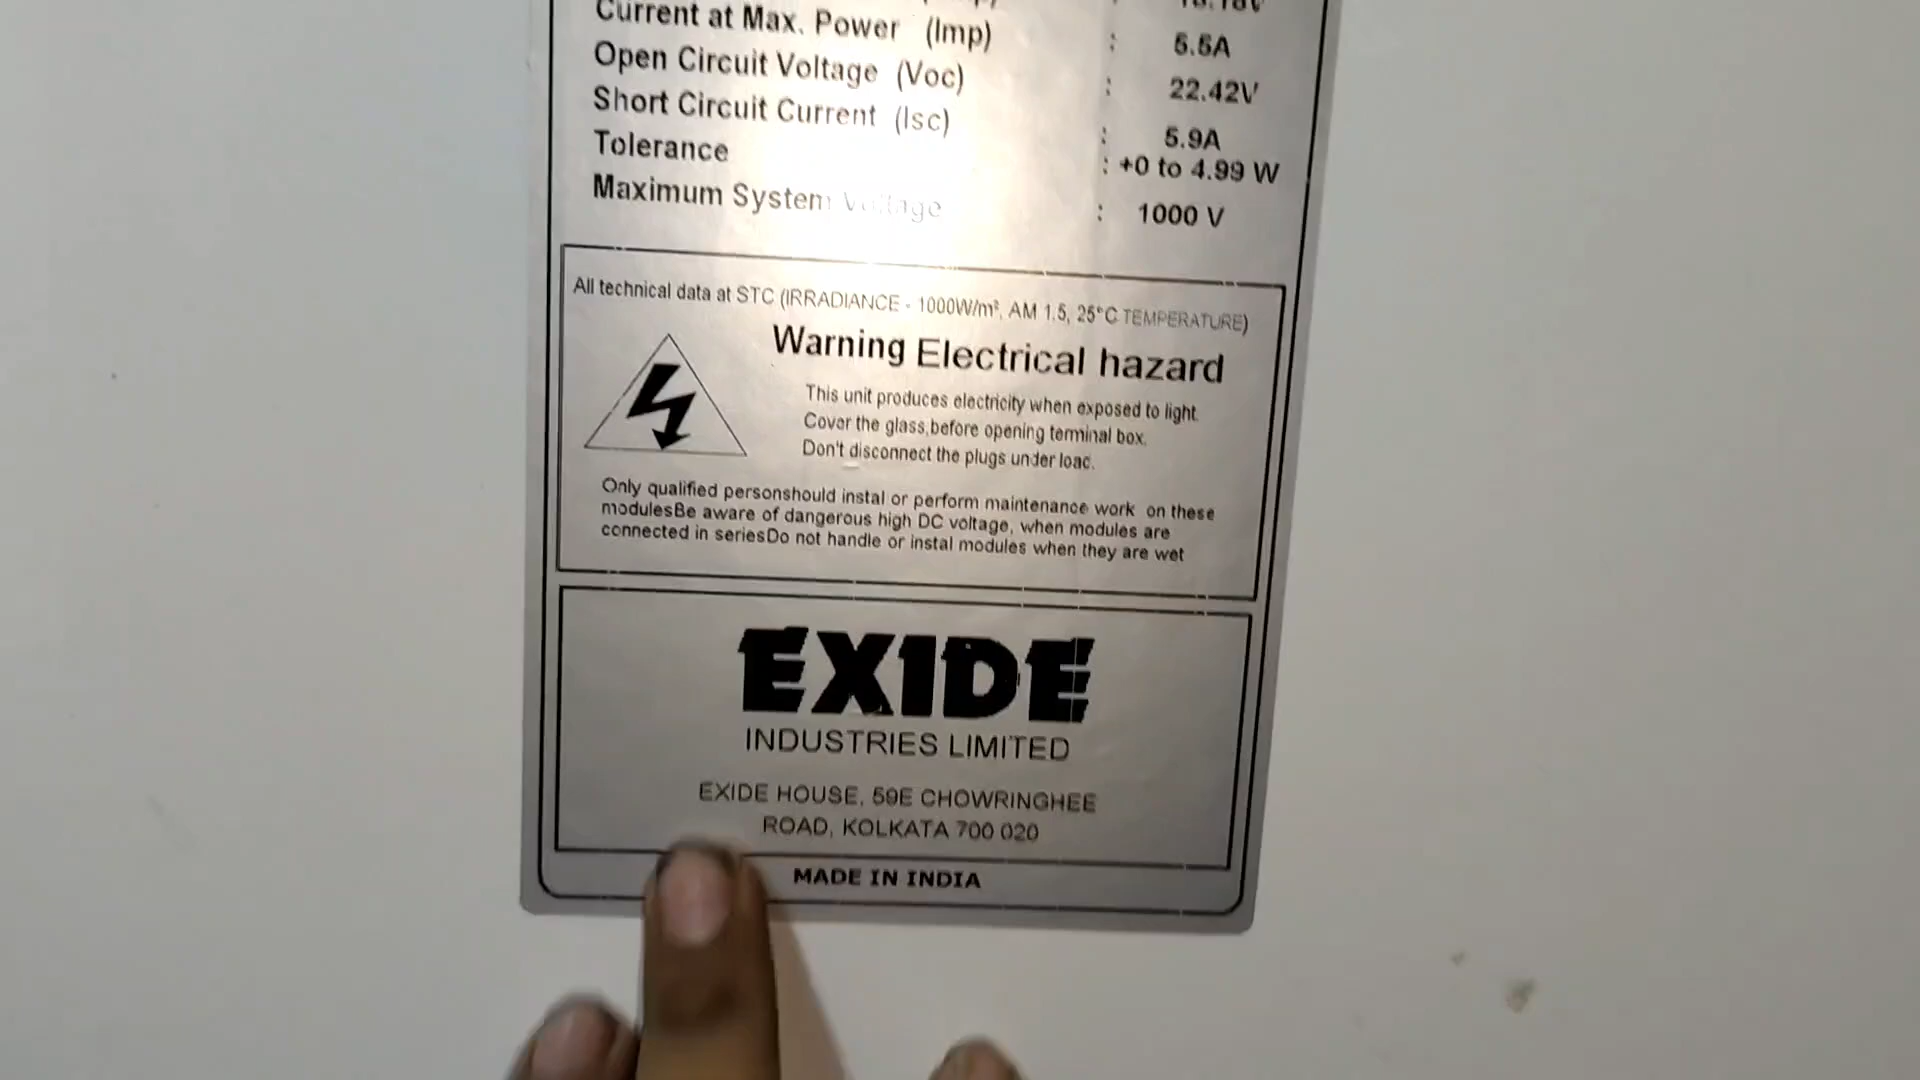 Current at Max. Power (Imp) : 5.5A
Open Circuit Voltage (Voc) : 22.42V
Short Circuit Current (Isc) : 5.9A
Tolerance : +0 to 4.99 W
Maximum System Voltage : 1000 V
All technical data at STC (IRRADIANCE - 1000W/m², AM 1.5, 25°C TEMPERATURE)
Warning Electrical hazard
This unit produces electricity when exposed to light.
Cover the glass,before opening terminal box.
Don't disconnect the plugs under load.
Only qualified personshould instal or perform maintenance work on these
modulesBe aware of dangerous high DC voltage, when modules are
connected in seriesDo not handle or instal modules when they are wet
EXIDE
INDUSTRIES LIMITED
EXIDE HOUSE, 59E CHOWRINGHEE
ROAD, KOLKATA 700 020
MADE IN INDIA